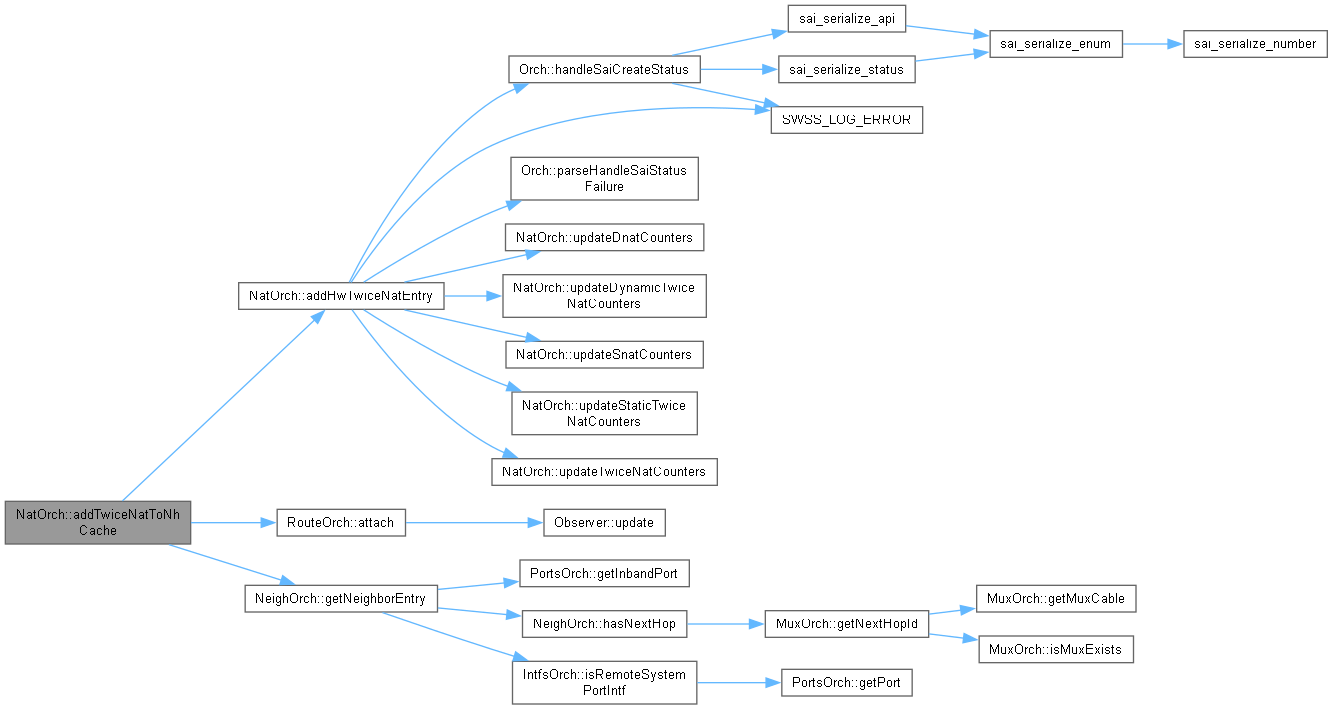 sai_serialize_api
sai_serialize_enum
sai_serialize_number
Orch::handleSaiCreateStatus
sai_serialize_status
SWSS_LOG_ERROR
Orch::parseHandleSaiStatus
Failure
NatOrch::updateDnatCounters
NatOrch::addHwTwiceNatEntry
NatOrch::updateDynamicTwice
NatCounters
NatOrch::updateSnatCounters
NatOrch::updateStaticTwice
NatCounters
NatOrch::updateTwiceNatCounters
NatOrch::addTwiceNatToNh
Cache
RouteOrch::attach
Observer::update
PortsOrch::getInbandPort
NeighOrch::getNeighborEntry
NeighOrch::hasNextHop
MuxOrch::getNextHopId
MuxOrch::getMuxCable
MuxOrch::isMuxExists
IntfsOrch::isRemoteSystem
PortIntf
PortsOrch::getPort